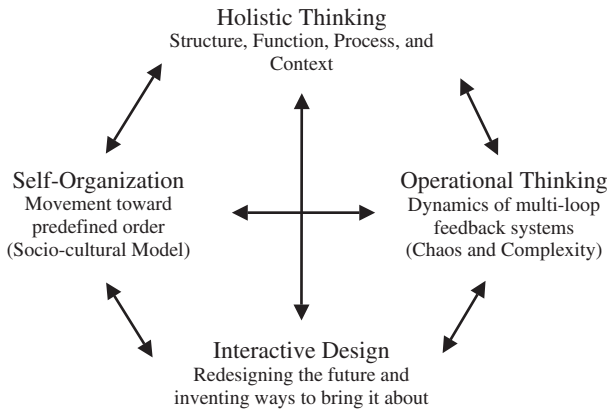 Holistic Thinking
Structure, Function, Process, and
Context
Self-Organization
Movement toward
predefined order
(Socio-cultural Model)
Operational Thinking
Dynamics of multi-loop
feedback systems
(Chaos and Complexity)
Interactive Design
Redesigning the future and
inventing ways to bring it about